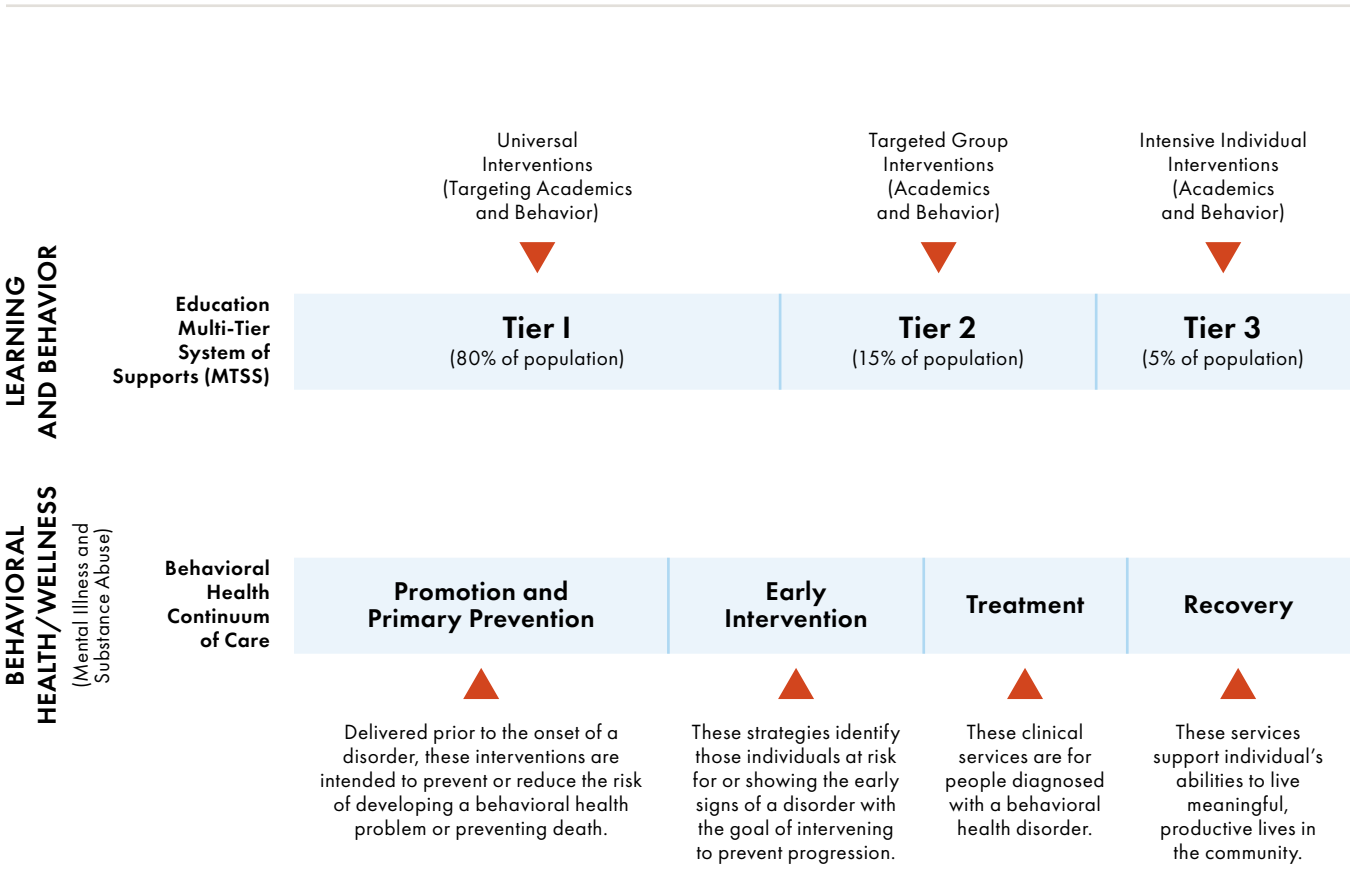 Universal
Interventions
(Targeting Academics
and Behavior)
Targeted Group
Interventions
(Academics
and Behavior)
Intensive Individual
Interventions
(Academics
and Behavior)
LEARNING
AND BEHAVIOR
Education
Multi-Tier
System of
Supports (MTSS)
Tier I
(80% of population)
Tier 2
(15% of population)
Tier 3
(5% of population)
BEHAVIORAL
HEALTH/WELLNESS
(Mental Illness and
Substance Abuse)
Behavioral
Health
Continuum
of Care
Promotion and
Primary Prevention
Early
Intervention
Treatment
Recovery
Delivered prior to the onset of a
disorder, these interventions are
intended to prevent or reduce the risk
of developing a behavioral health
problem or preventing death.
These strategies identify
those individuals at risk
for or showing the early
signs of a disorder with
the goal of intervening
to prevent progression.
These clinical
services are for
people diagnosed
with a behavioral
health disorder.
These services
support individual's
abilities to live
meaningful,
productive lives in
the community.